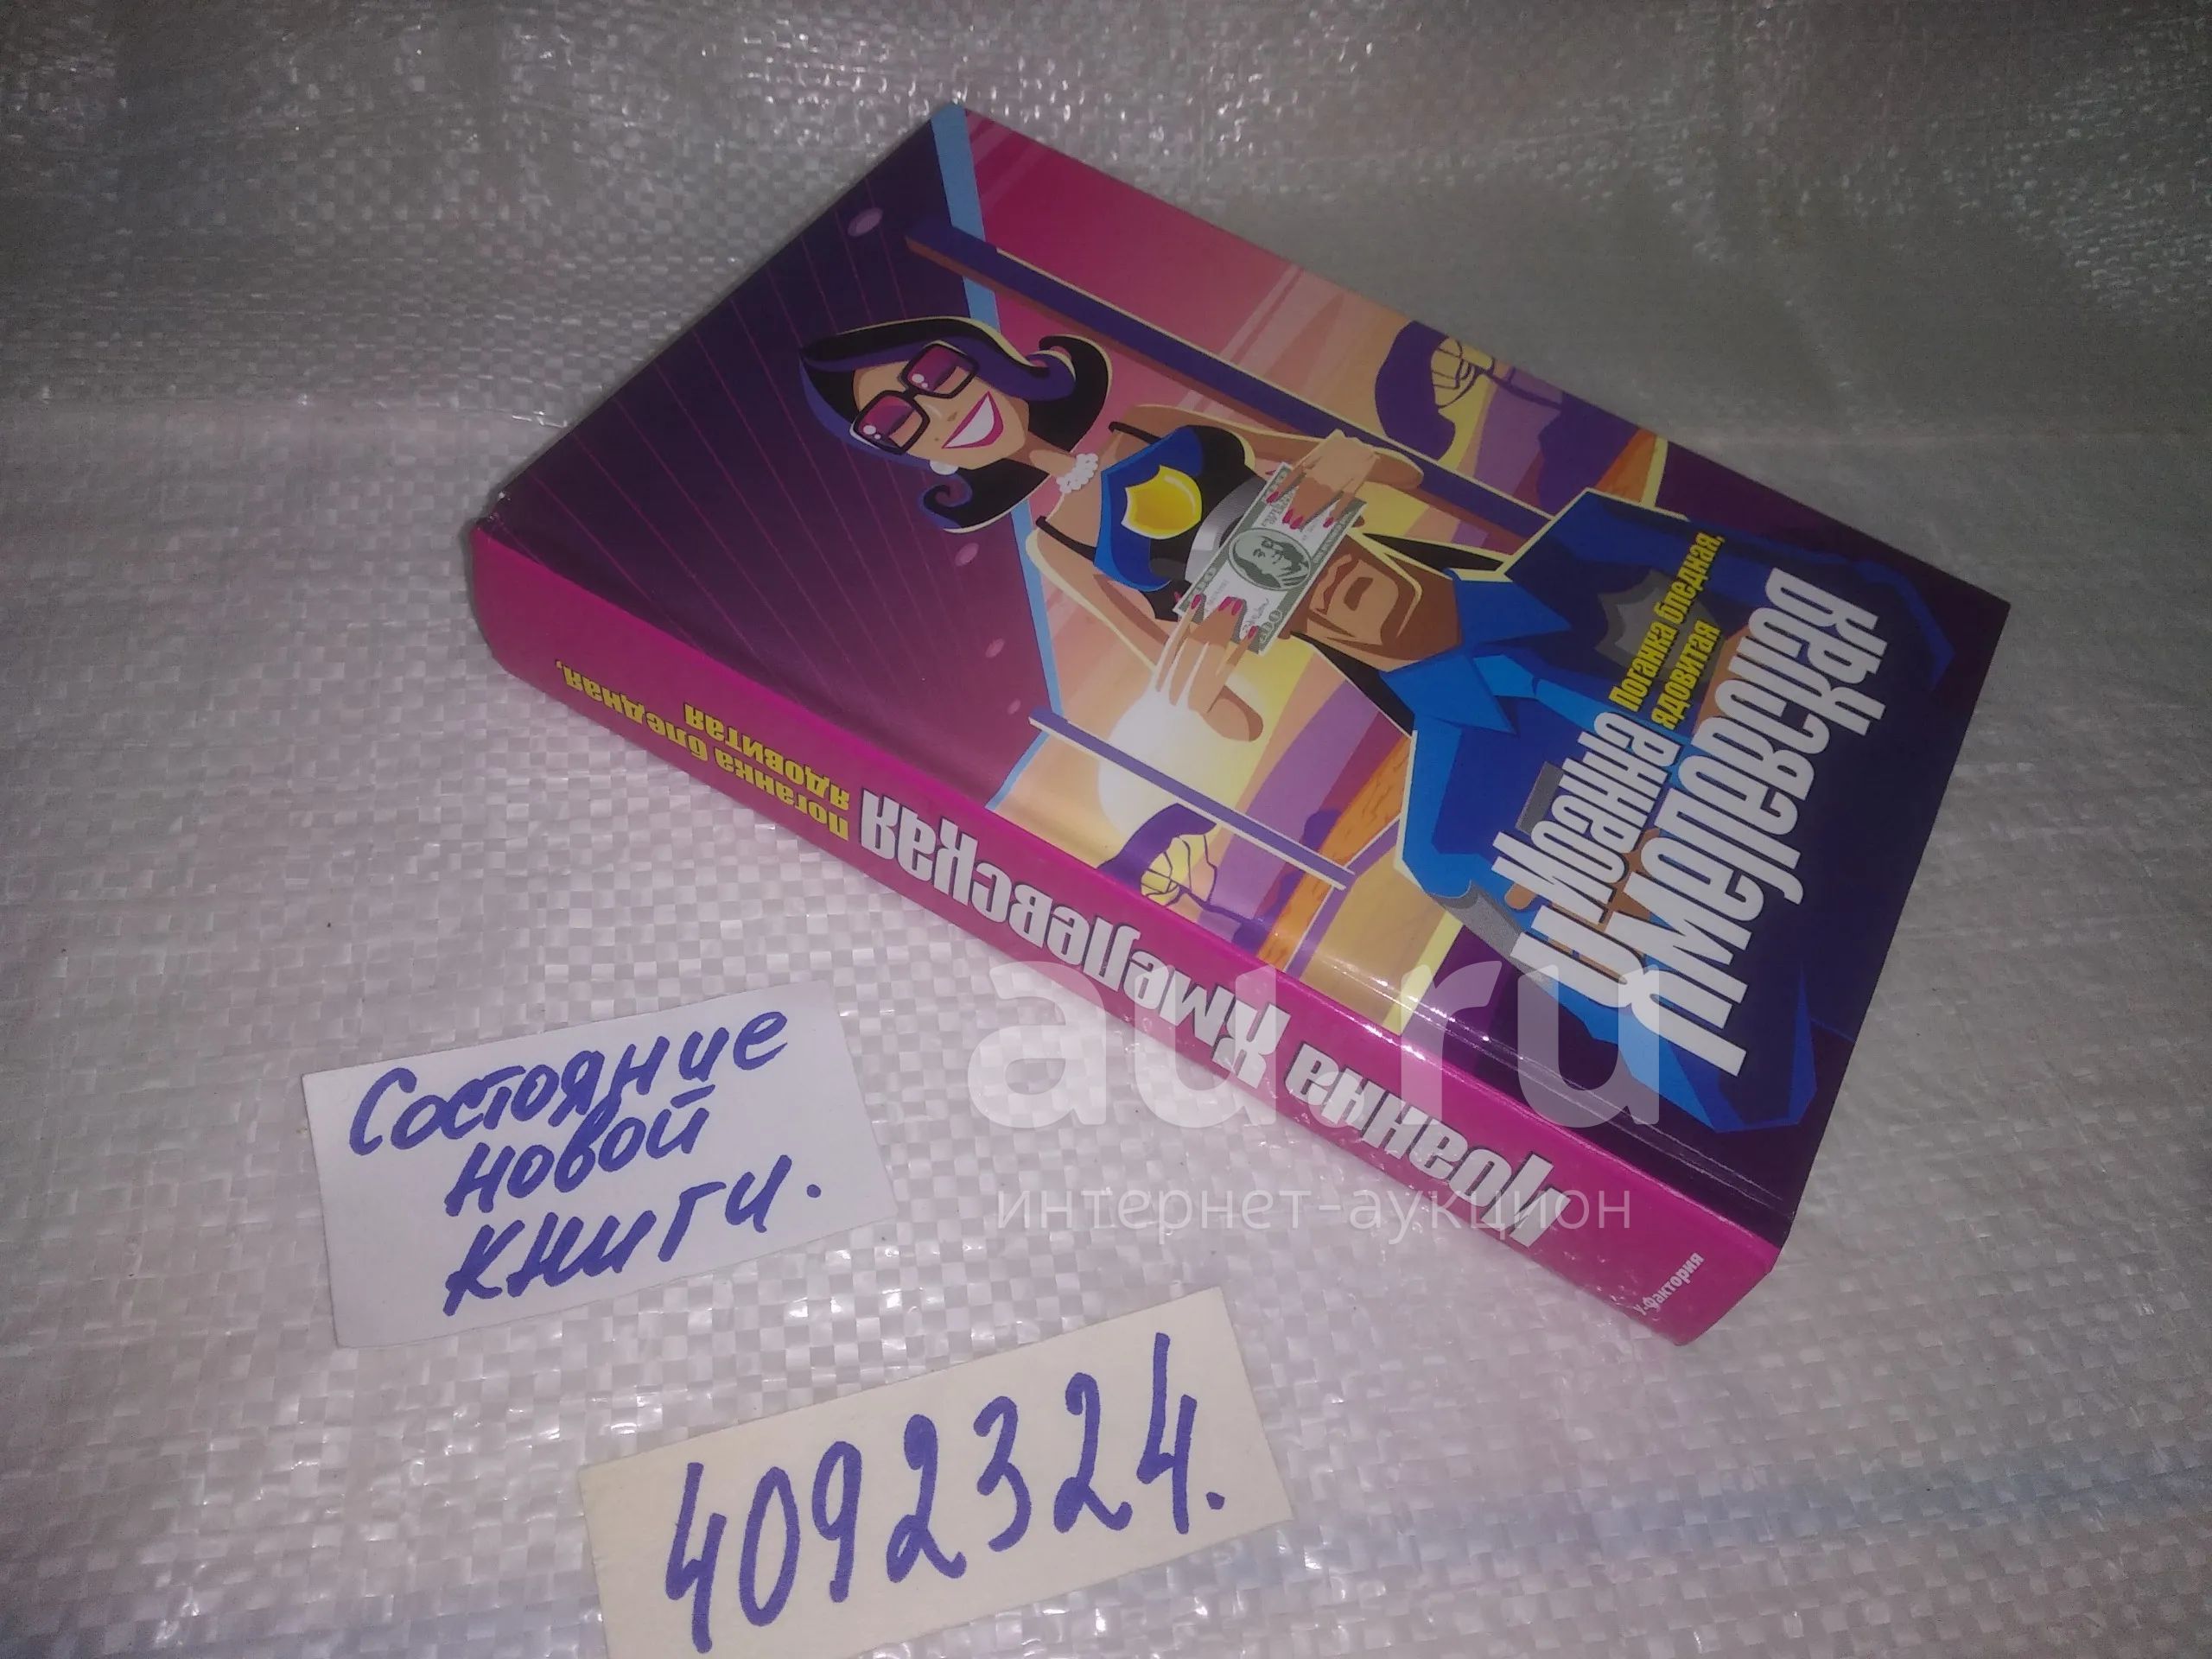 Иоанна
Хмелевская
Поганка бледная,
ядовитая
Иоанна Хмелевская
Поганка бледная,
ядовитая
У-Фактория
Состояние
новой
книги.
4092324.
au.ru
интернет-аукцион